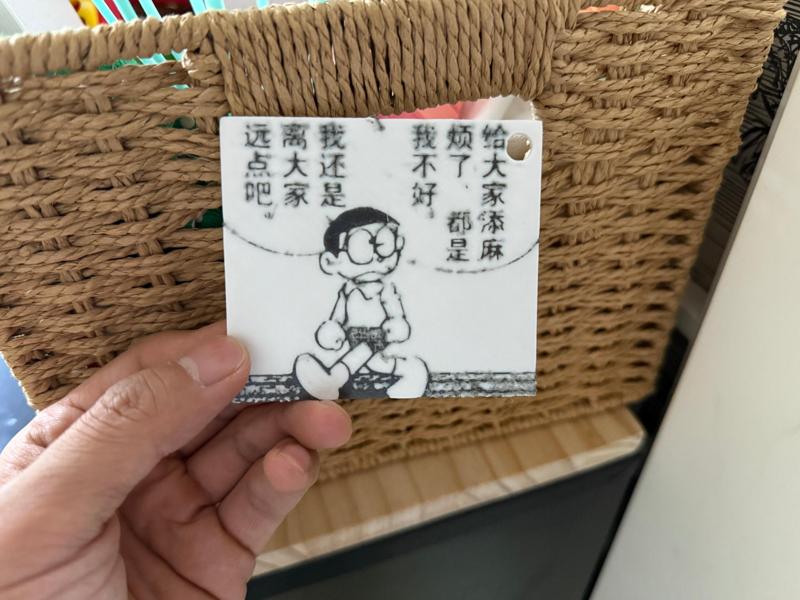 给大家添麻
烦了、都是
我不好。
我还是
离大家
远点吧。